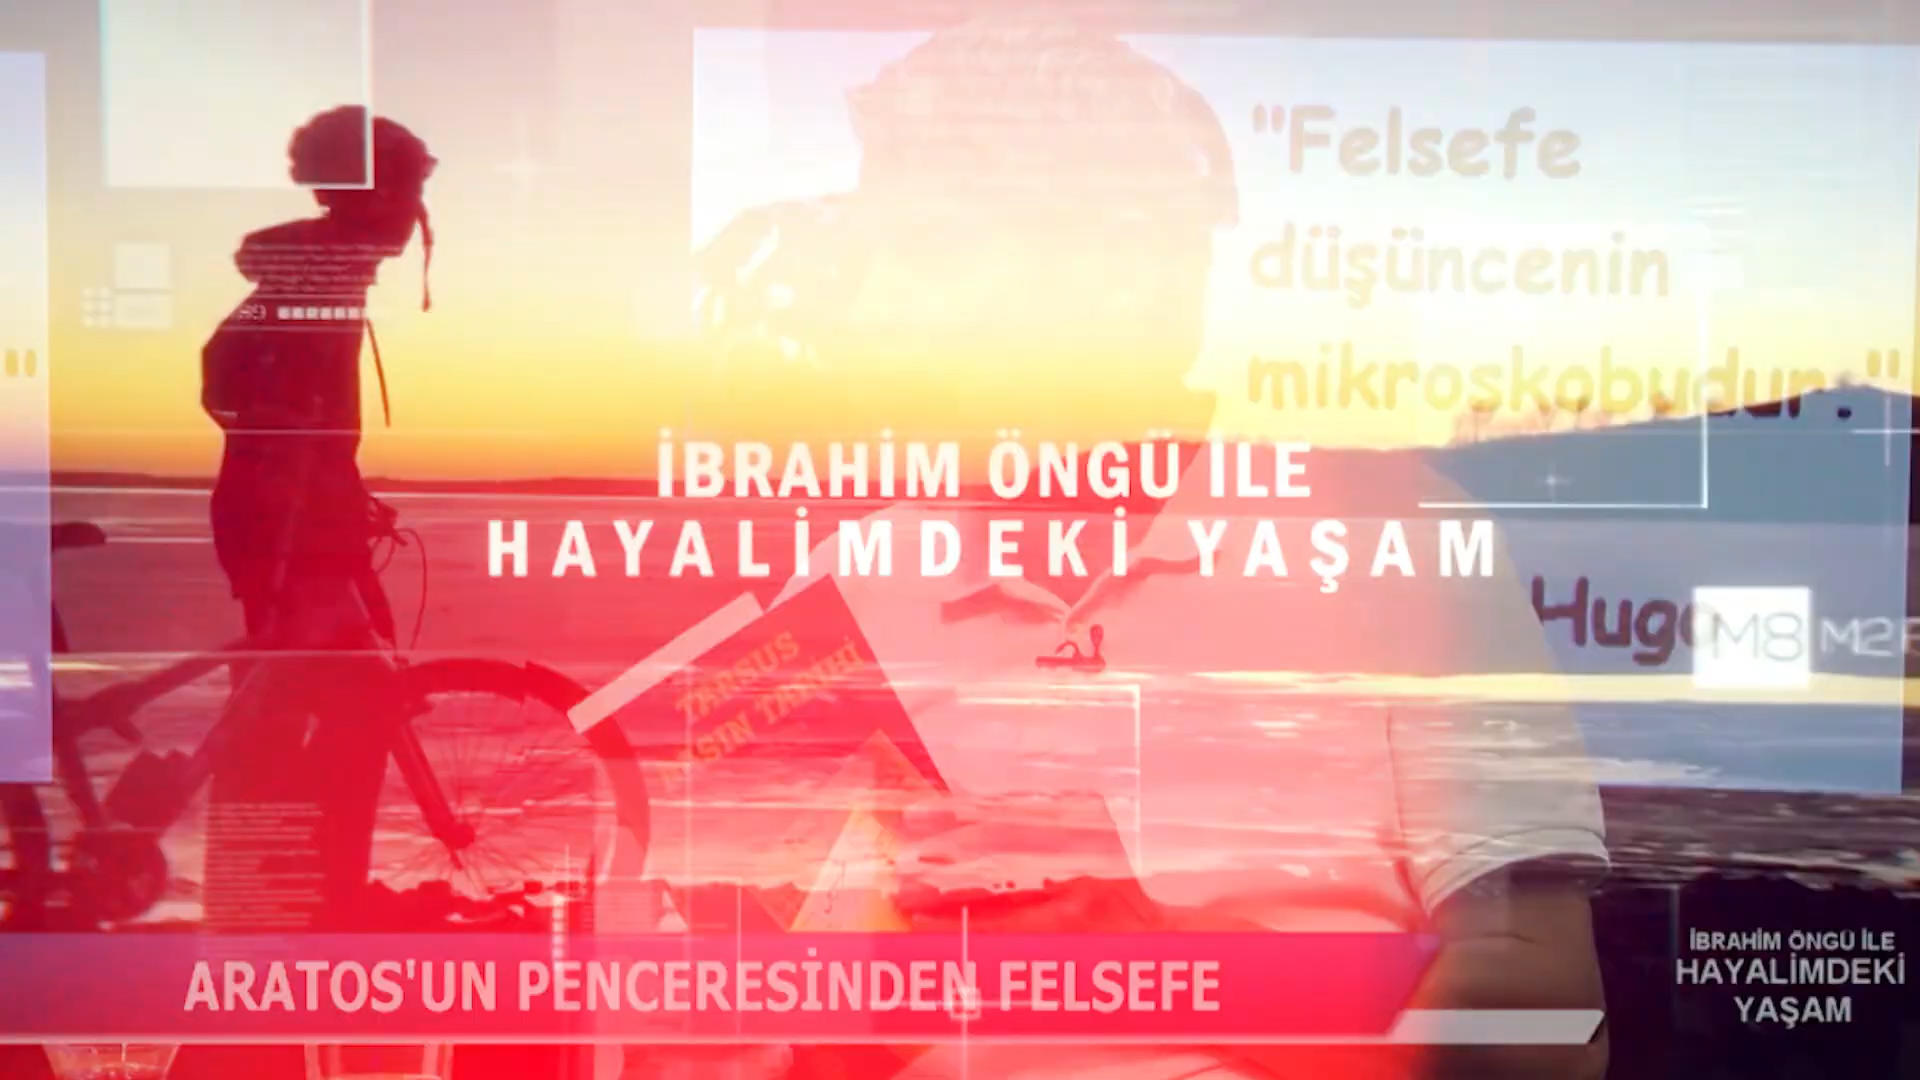 "Felsefe
düşüncenin
mikroskobudur."
"
İBRAHİM ÖNGÜ İLE
HAYALİMDEKİ YAŞAM
Hugo
M8 M2
TARSUS
TARİHİ
ARATOS'UN PENCERESİNDEN FELSEFE
İBRAHİM ÖNGÜ İLE
HAYALİMDEKİ
YAŞAM